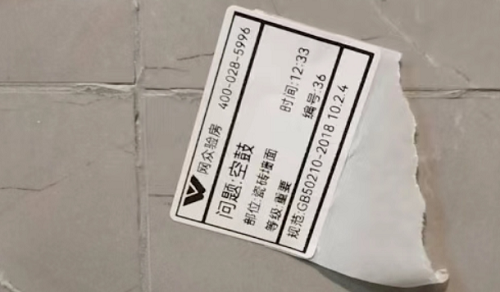 网众验房 400-028-5996
问题:空鼓
部位:瓷砖墙面 时间:12:33
等级:重要 编号:36
规范:GB50210-2018 10.2.4